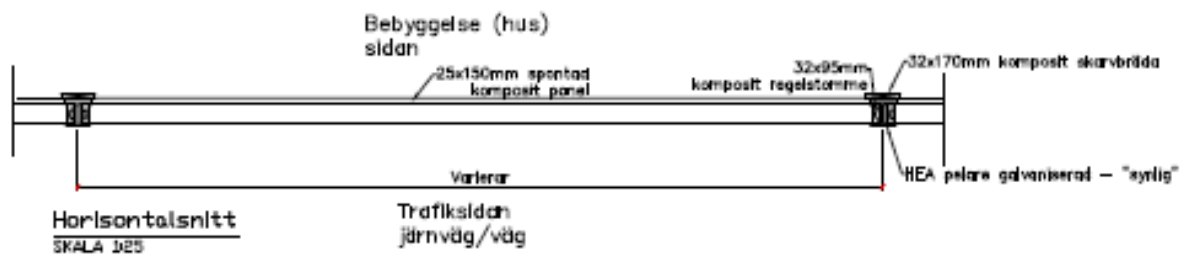 Bebyggelse (hus)
sidan
25x150mm spontad
komposit panel
32x95mm
komposit regelstomme
32x170mm komposit skarvbräda
HEA pelare galvaniserad – "synlig"
Varierar
Trafiksidan
järnväg/väg
Horisontalsnitt
SKALA 1:25